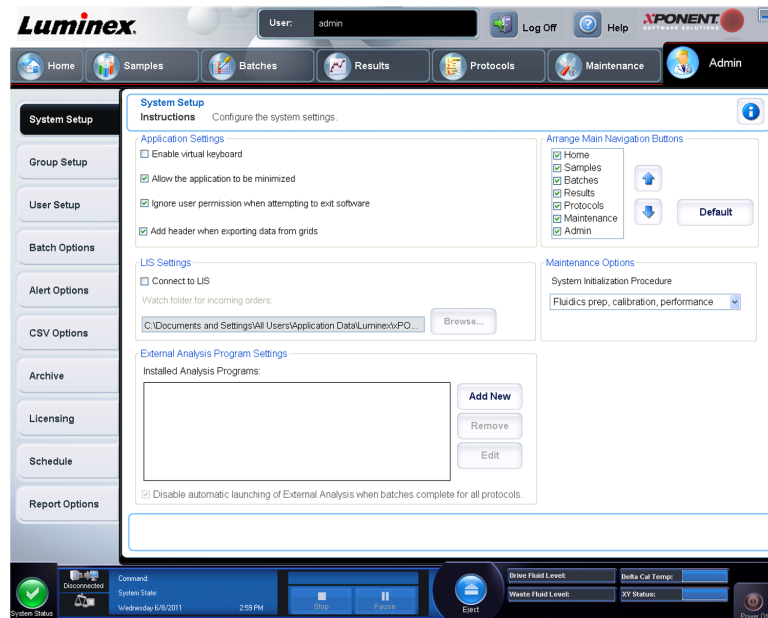 Luminex.
User: admin
Log Off
Help
XPONENT.
SOFTWARE SOLUTIONS
Home
Samples
Batches
Results
Protocols
Maintenance
Admin
System Setup
Group Setup
User Setup
Batch Options
Alert Options
CSV Options
Archive
Licensing
Schedule
Report Options
System Setup
Instructions Configure the system settings.
Application Settings
Enable virtual keyboard
Allow the application to be minimized
Ignore user permission when attempting to exit software
Add header when exporting data from grids
Arrange Main Navigation Buttons
Home
Samples
Batches
Results
Protocols
Maintenance
Admin
Default
LIS Settings
Connect to LIS
Watch folder for incoming orders:
C:\Documents and Settings\All Users\Application Data\Luminex\xPO...
Browse...
Maintenance Options
System Initialization Procedure
Fluidics prep, calibration, performance
External Analysis Program Settings
Installed Analysis Programs:
Add New
Remove
Edit
Disable automatic launching of External Analysis when batches complete for all protocols.
System Status
Disconnected
Command:
System State:
Wednesday 6/8/2011 2:59 PM
Stop
Pause
Eject
Drive Fluid Level:
Waste Fluid Level:
Delta Cal Temp:
XY Status:
Power Of